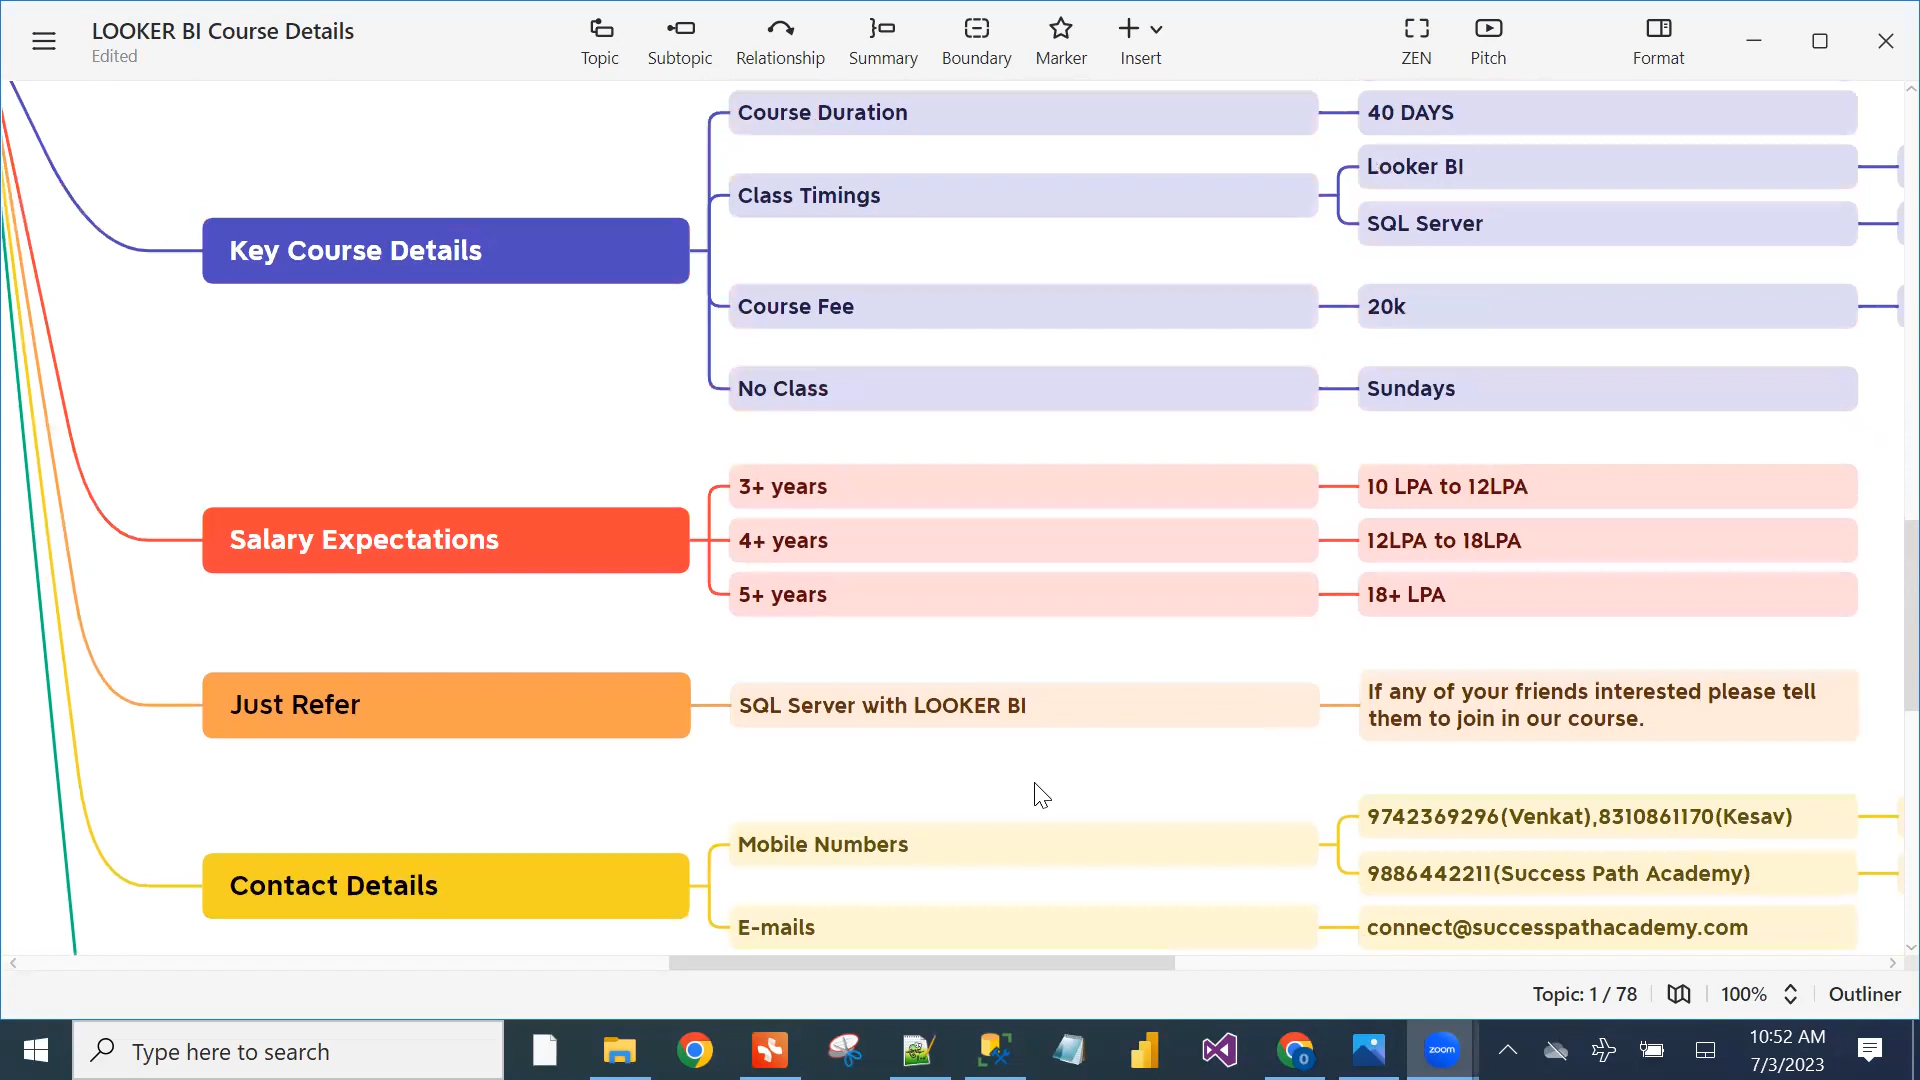 LOOKER BI Course Details
Edited
Topic
Subtopic
Relationship
Summary
Boundary
Marker
Insert
ZEN
Pitch
Format
Key Course Details
Course Duration
40 DAYS
Class Timings
Looker BI
SQL Server
Course Fee
20k
No Class
Sundays
Salary Expectations
3+ years
10 LPA to 12LPA
4+ years
12LPA to 18LPA
5+ years
18+ LPA
Just Refer
SQL Server with LOOKER BI
If any of your friends interested please tell
them to join in our course.
Contact Details
Mobile Numbers
9742369296(Venkat),8310861170(Kesav)
9886442211(Success Path Academy)
E-mails
connect@successpathacademy.com
Topic: 1 / 78
100%
Outliner
Type here to search
zoom
10:52 AM
7/3/2023